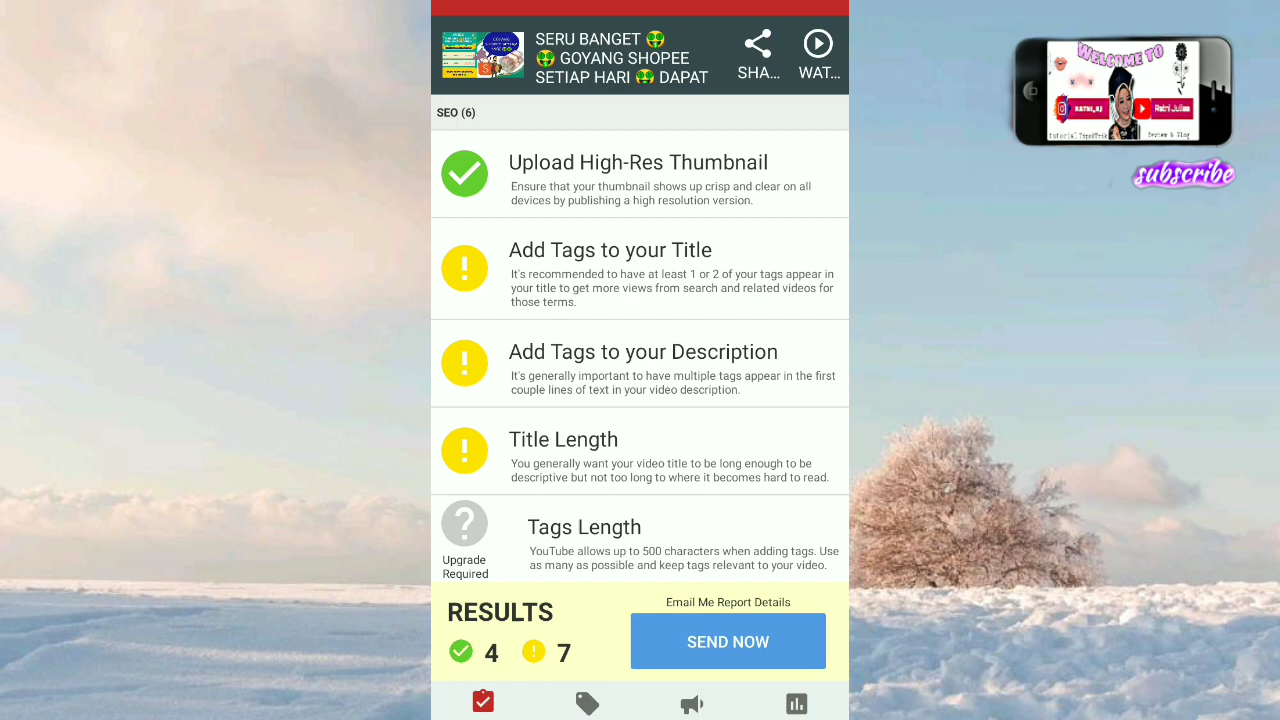 SERU BANGET 🤑
🤑 GOYANG SHOPEE
SETIAP HARI 🤑 DAPAT
SHA...
WAT...
SEO (6)
Upload High-Res Thumbnail
Ensure that your thumbnail shows up crisp and clear on all
devices by publishing a high resolution version.
Add Tags to your Title
It's recommended to have at least 1 or 2 of your tags appear in
your title to get more views from search and related videos for
those terms.
Add Tags to your Description
It's generally important to have multiple tags appear in the first
couple lines of text in your video description.
Title Length
You generally want your video title to be long enough to be
descriptive but not too long to where it becomes hard to read.
Upgrade
Required
Tags Length
YouTube allows up to 500 characters when adding tags. Use
as many as possible and keep tags relevant to your video.
RESULTS
4
7
Email Me Report Details
SEND NOW
WELCOME TO
Review & Vlog
subscribe